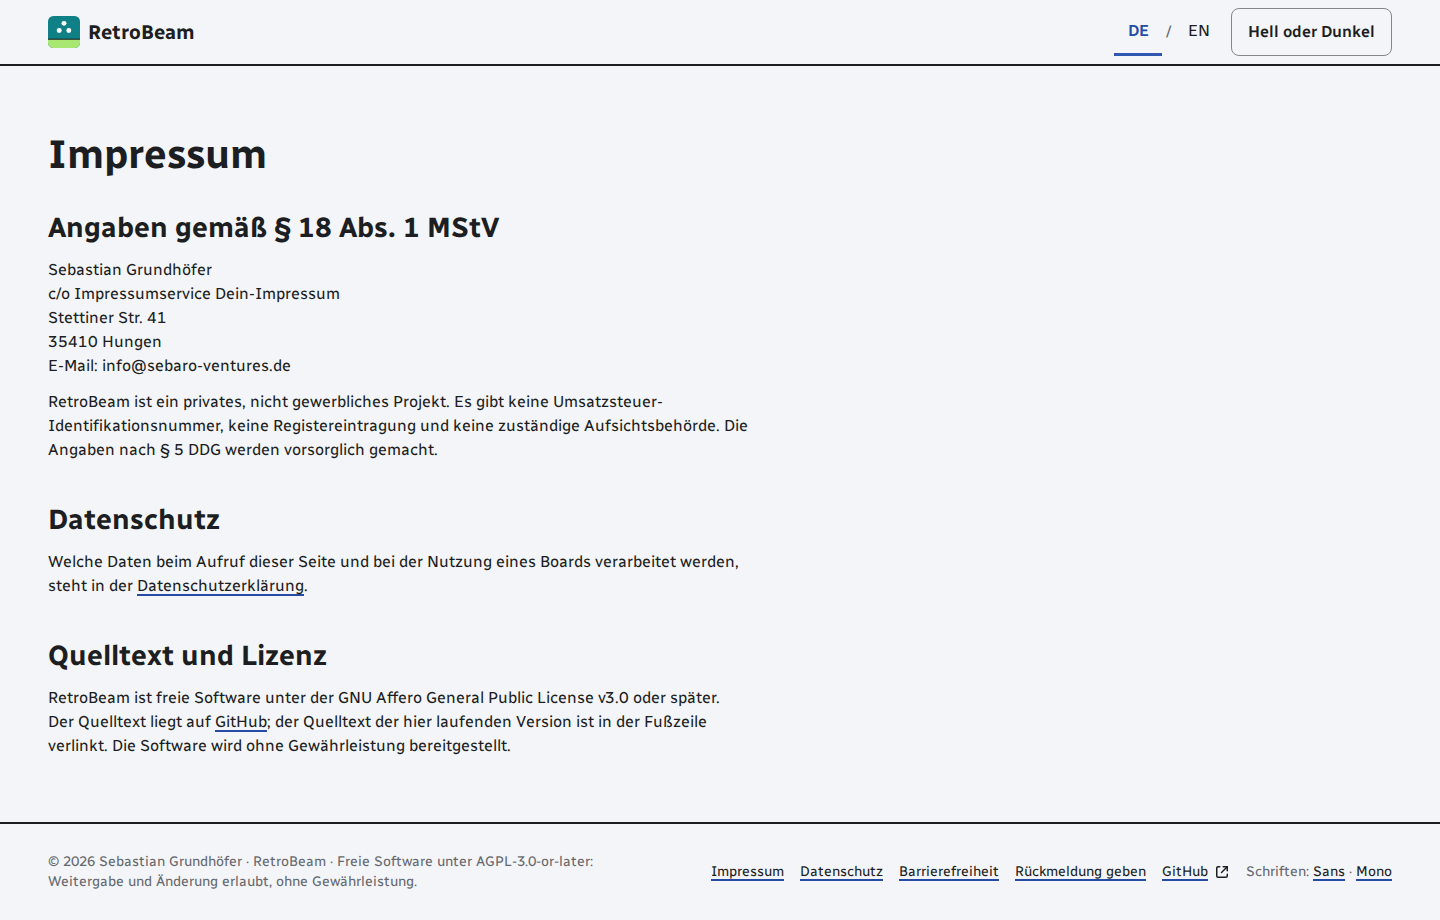 RetroBeam
DE / EN
Hell oder Dunkel
Impressum
Angaben gemäß § 18 Abs. 1 MStV
Sebastian Grundhöfer
c/o Impressumservice Dein-Impressum
Stettiner Str. 41
35410 Hungen
E-Mail: info@sebaro-ventures.de
RetroBeam ist ein privates, nicht gewerbliches Projekt. Es gibt keine Umsatzsteuer-
Identifikationsnummer, keine Registereintragung und keine zuständige Aufsichtsbehörde. Die
Angaben nach § 5 DDG werden vorsorglich gemacht.
Datenschutz
Welche Daten beim Aufruf dieser Seite und bei der Nutzung eines Boards verarbeitet werden,
steht in der Datenschutzerklärung.
Quelltext und Lizenz
RetroBeam ist freie Software unter der GNU Affero General Public License v3.0 oder später.
Der Quelltext liegt auf GitHub; der Quelltext der hier laufenden Version ist in der Fußzeile
verlinkt. Die Software wird ohne Gewährleistung bereitgestellt.
© 2026 Sebastian Grundhöfer · RetroBeam · Freie Software unter AGPL-3.0-or-later:
Weitergabe und Änderung erlaubt, ohne Gewährleistung.
Impressum Datenschutz Barrierefreiheit Rückmeldung geben GitHub Schriften: Sans · Mono